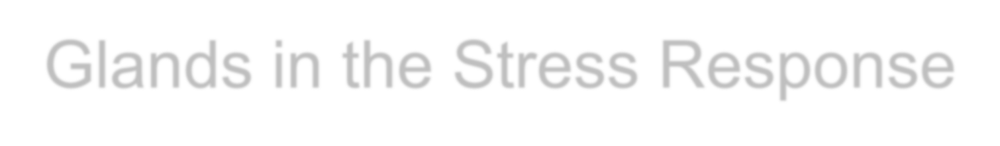 Glands in the Stress Response